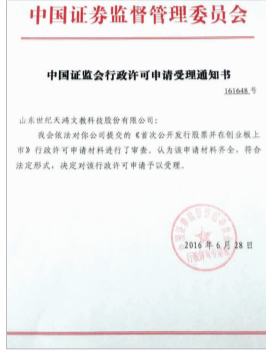 中国证券监督管理委员会
中国证监会行政许可申请受理通知书
161648 号
山东世纪天鸿文教科技股份有限公司：
我会依法对你公司提交的《首次公开发行股票并在创业板上
市》行政许可申请材料进行了审查。认为该申请材料齐全，符合
法定形式，决定对该行政许可申请予以受理。
2016 年 6 月 28 日